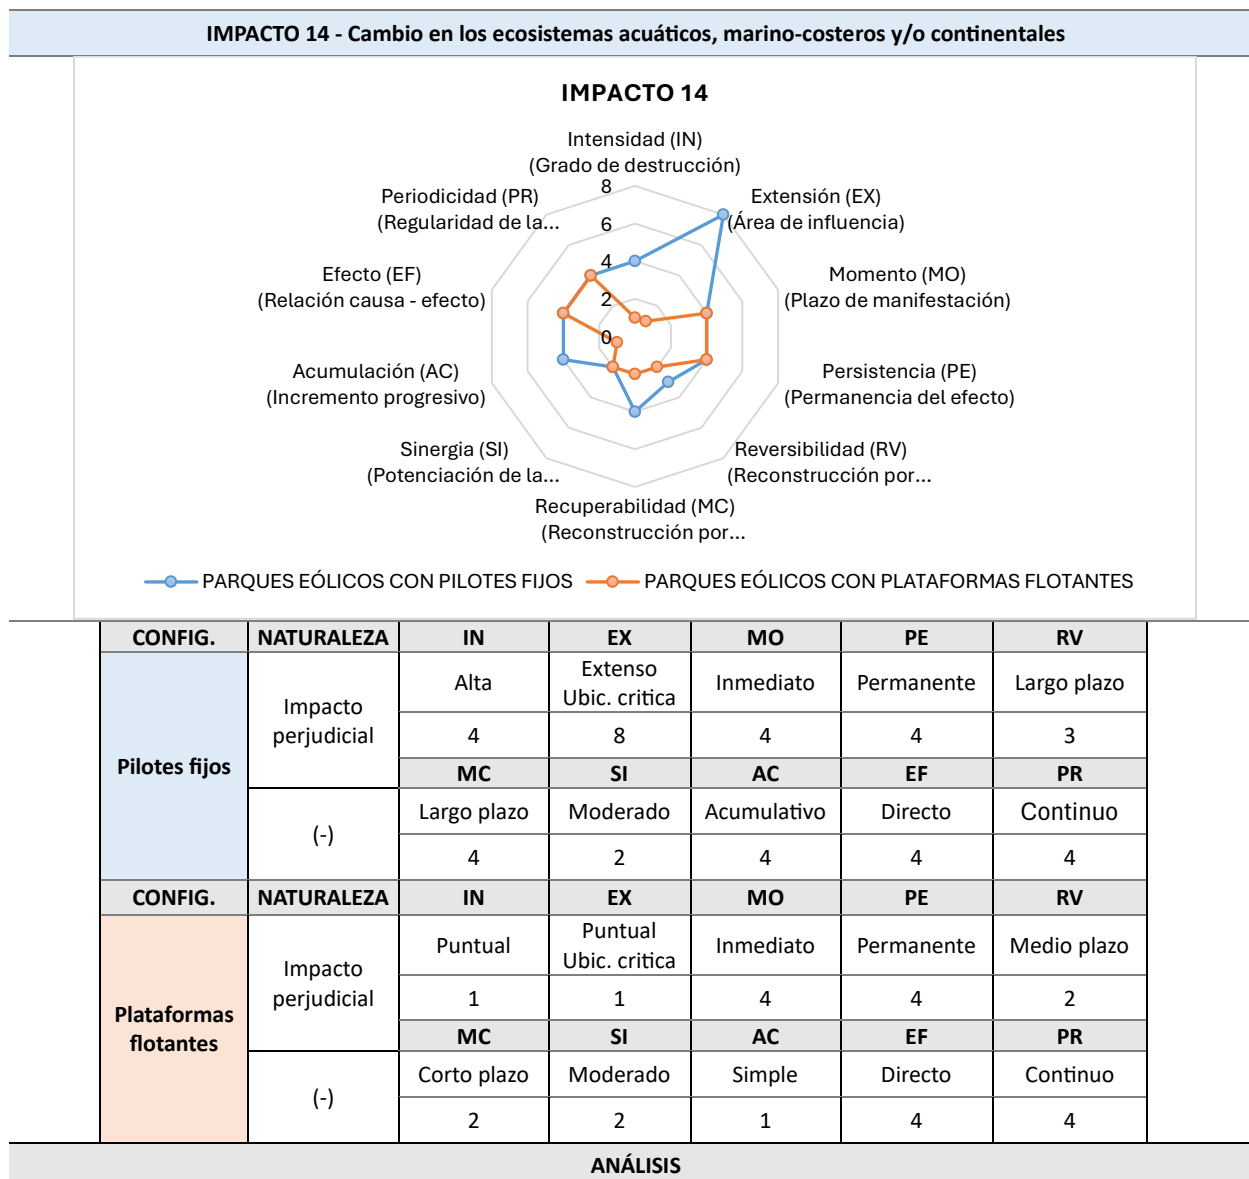 IMPACTO 14 - Cambio en los ecosistemas acuáticos, marino-costeros y/o continentales
IMPACTO 14
Intensidad (IN)
(Grado de destrucción)
Extensión (EX)
(Área de influencia)
Momento (MO)
(Plazo de manifestación)
Persistencia (PE)
(Permanencia del efecto)
Reversibilidad (RV)
(Reconstrucción por...
Recuperabilidad (MC)
(Reconstrucción por...
Sinergia (SI)
(Potenciación de la...
Acumulación (AC)
(Incremento progresivo)
Efecto (EF)
(Relación causa - efecto)
Periodicidad (PR)
(Regularidad de la...
8
6
4
2
0
PARQUES EÓLICOS CON PILOTES FIJOS
PARQUES EÓLICOS CON PLATAFORMAS FLOTANTES
CONFIG. NATURALEZA IN EX MO PE RV
Pilotes fijos
Impacto perjudicial
Alta Extenso Ubic. critica Inmediato Permanente Largo plazo
4 8 4 4 3
MC SI AC EF PR
(-)
Largo plazo Moderado Acumulativo Directo Continuo
4 2 4 4 4
CONFIG. NATURALEZA IN EX MO PE RV
Plataformas flotantes
Impacto perjudicial
Puntual Puntual Ubic. critica Inmediato Permanente Medio plazo
1 1 4 4 2
MC SI AC EF PR
(-)
Corto plazo Moderado Simple Directo Continuo
2 2 1 4 4
ANÁLISIS